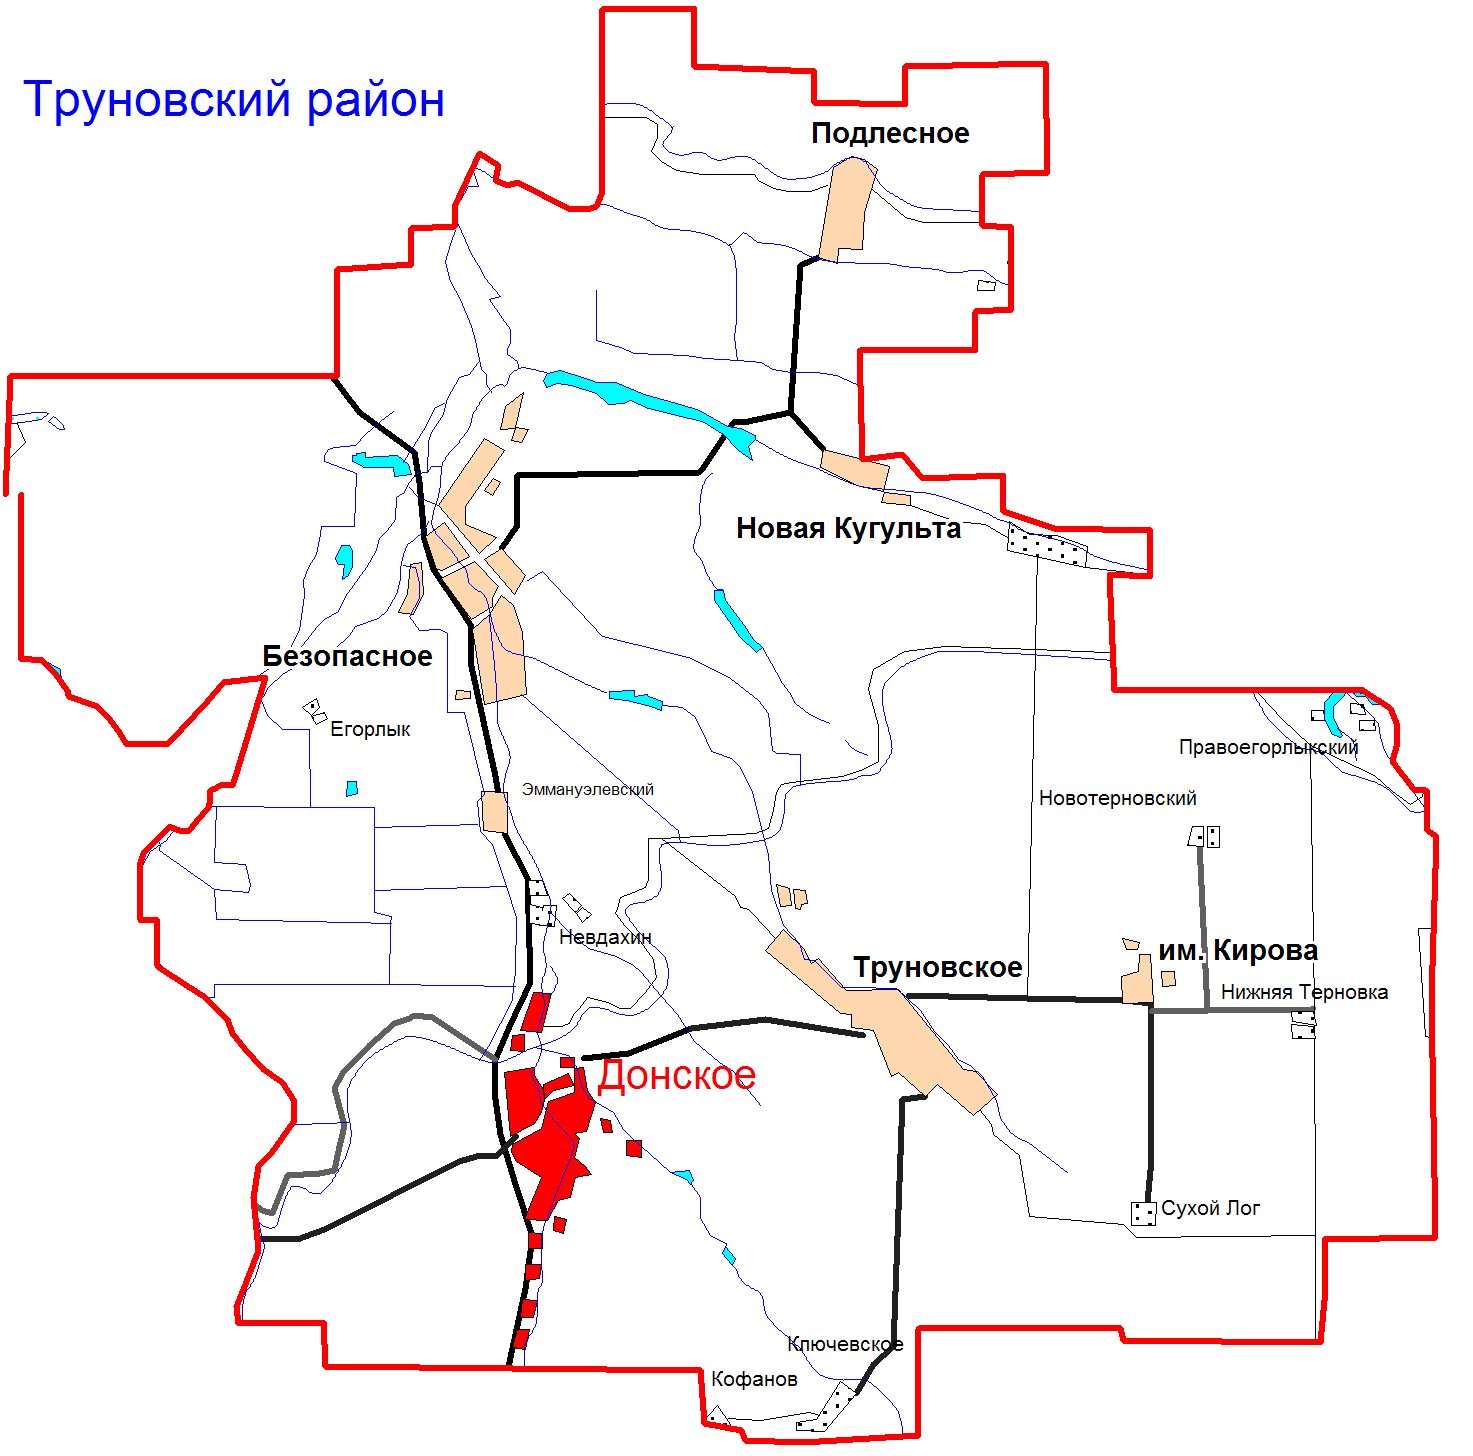 Труновский район
Подлесное
Новая Кугульта
Безопасное
Егорлык
Правоегорлыкский
Эммануэлевский
Новотерновский
Невдахин
им. Кирова
Труновское
Нижняя Терновка
Донское
Сухой Лог
Ключевское
Кофанов